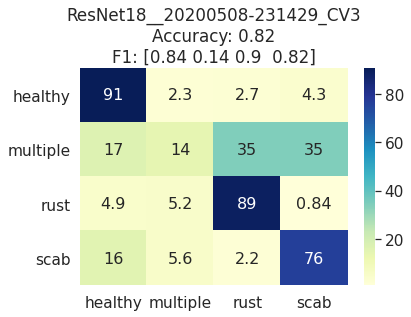 ResNet18__20200508-231429_CV3
Accuracy: 0.82
F1: [0.84 0.14 0.9  0.82]
healthy 91 2.3 2.7 4.3
multiple 17 14 35 35
rust 4.9 5.2 89 0.84
scab 16 5.6 2.2 76
healthy multiple rust scab
80
60
40
20